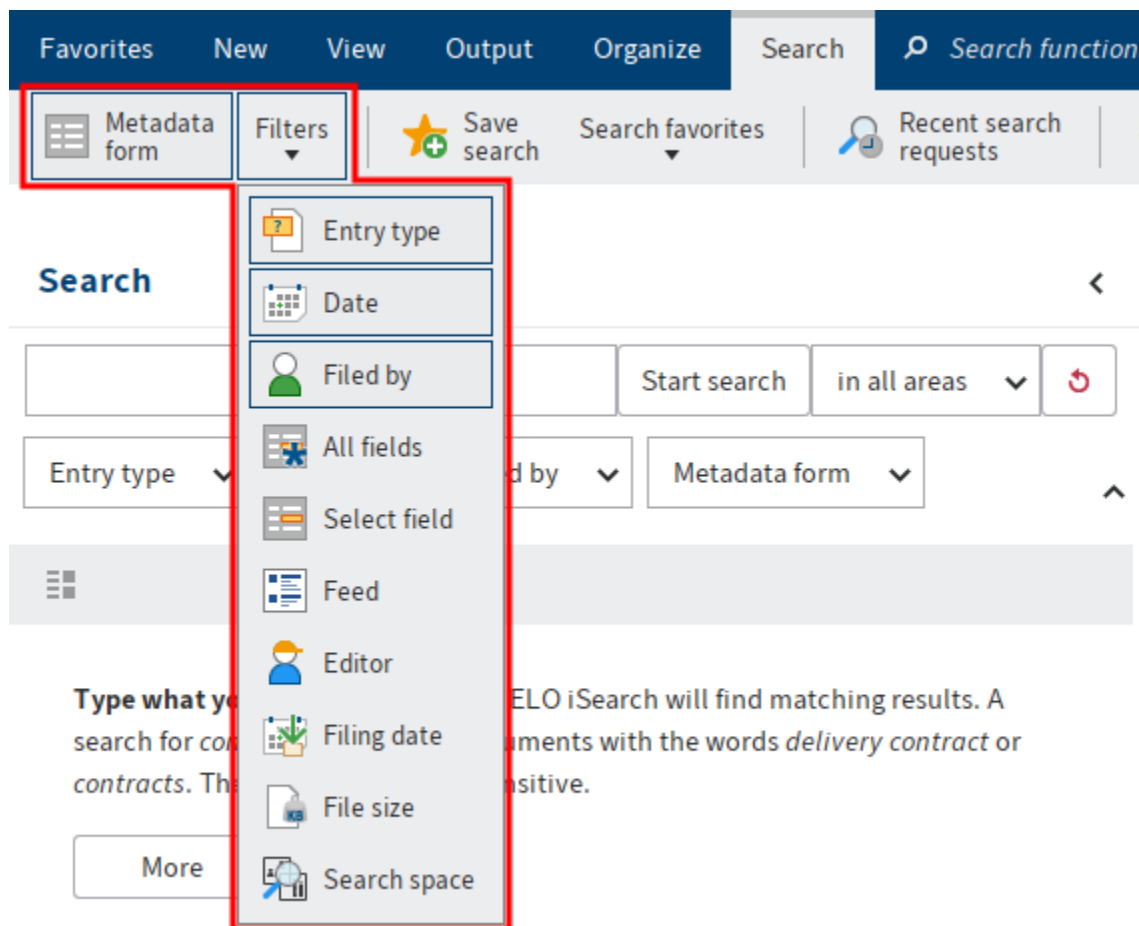 Favorites New View Output Organize Search Search function
Metadata form Filters Save search Search favorites Recent search requests
Entry type
Date
Filed by
All fields
Select field
Feed
Editor
Filing date
File size
Search space
Search
Start search in all areas
Entry type d by Metadata form
Type what y ELO iSearch will find matching results. A
search for co uments with the words delivery contract or
contracts. Th nsitive.
More
?
KB